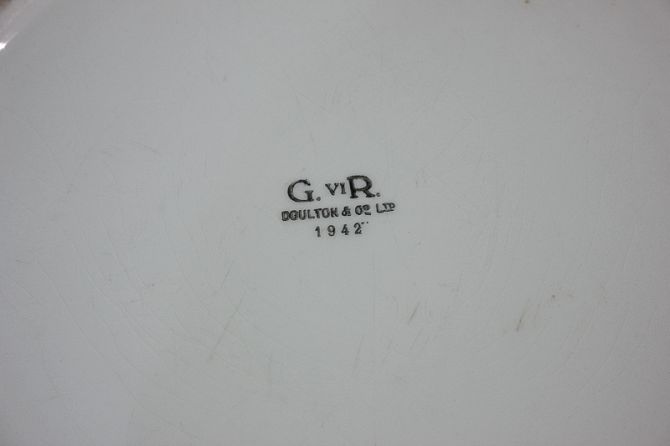 G. VI R.
DOULTON & CO. LTD
1942